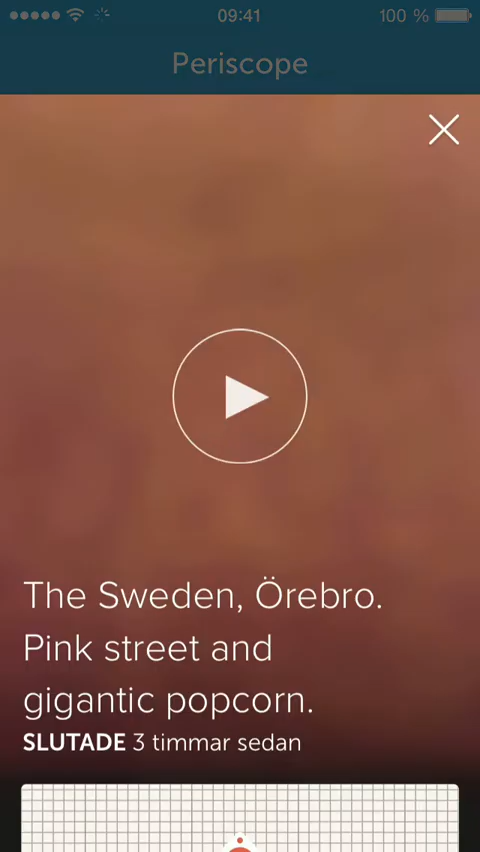 09:41
100 %
Periscope
The Sweden, Örebro.
Pink street and
gigantic popcorn.
SLUTADE 3 timmar sedan